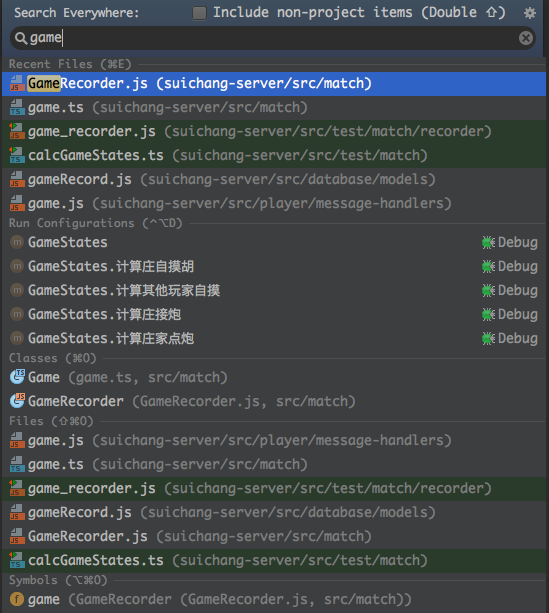 Search Everywhere: Include non-project items (Double ⇧)
game
Recent Files (⌘E)
GameRecorder.js (suichang-server/src/match)
game.ts (suichang-server/src/match)
game_recorder.js (suichang-server/src/test/match/recorder)
calcGameStates.ts (suichang-server/src/test/match)
gameRecord.js (suichang-server/src/database/models)
game.js (suichang-server/src/player/message-handlers)
Run Configurations (^⌥D)
GameStates Debug
GameStates.计算庄自摸胡 Debug
GameStates.计算其他玩家自摸 Debug
GameStates.计算庄接炮 Debug
GameStates.计算庄家点炮 Debug
Classes (⌘O)
Game (game.ts, src/match)
GameRecorder (GameRecorder.js, src/match)
Files (⇧⌘O)
game.js (suichang-server/src/player/message-handlers)
game.ts (suichang-server/src/match)
game_recorder.js (suichang-server/src/test/match/recorder)
gameRecord.js (suichang-server/src/database/models)
GameRecorder.js (suichang-server/src/match)
calcGameStates.ts (suichang-server/src/test/match)
Symbols (⌥⌘O)
game (GameRecorder (GameRecorder.js, src/match))